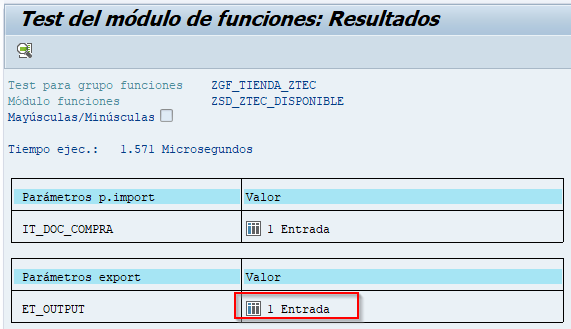 Test del módulo de funciones: Resultados
Test para grupo funciones ZGF_TIENDA_ZTEC
Módulo funciones ZSD_ZTEC_DISPONIBLE
Mayúsculas/Minúsculas
Tiempo ejec.: 1.571 Microsegundos
Parámetros p.import Valor
IT_DOC_COMPRA 1 Entrada
Parámetros export Valor
ET_OUTPUT 1 Entrada